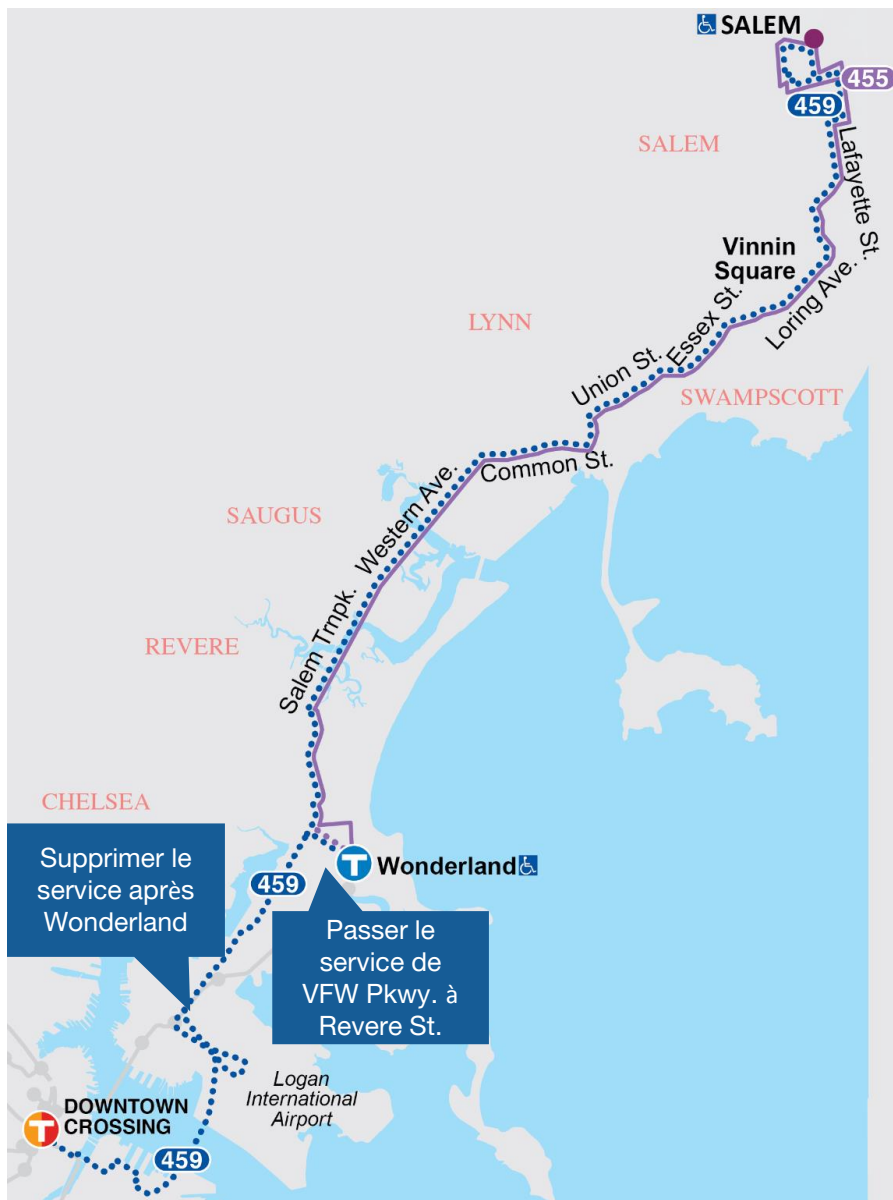 SALEM
455
459
SALEM
Lafayette St.
Vinnin
Square
Loring Ave.
Essex St.
LYNN
Union St.
SWAMPSCOTT
Common St.
Western Ave.
SAUGUS
Salem Trnpk.
REVERE
CHELSEA
Supprimer le
service après
Wonderland
459
T Wonderland
Passer le
service de
VFW Pkwy. à
Revere St.
Logan
International
Airport
T DOWNTOWN
CROSSING
459